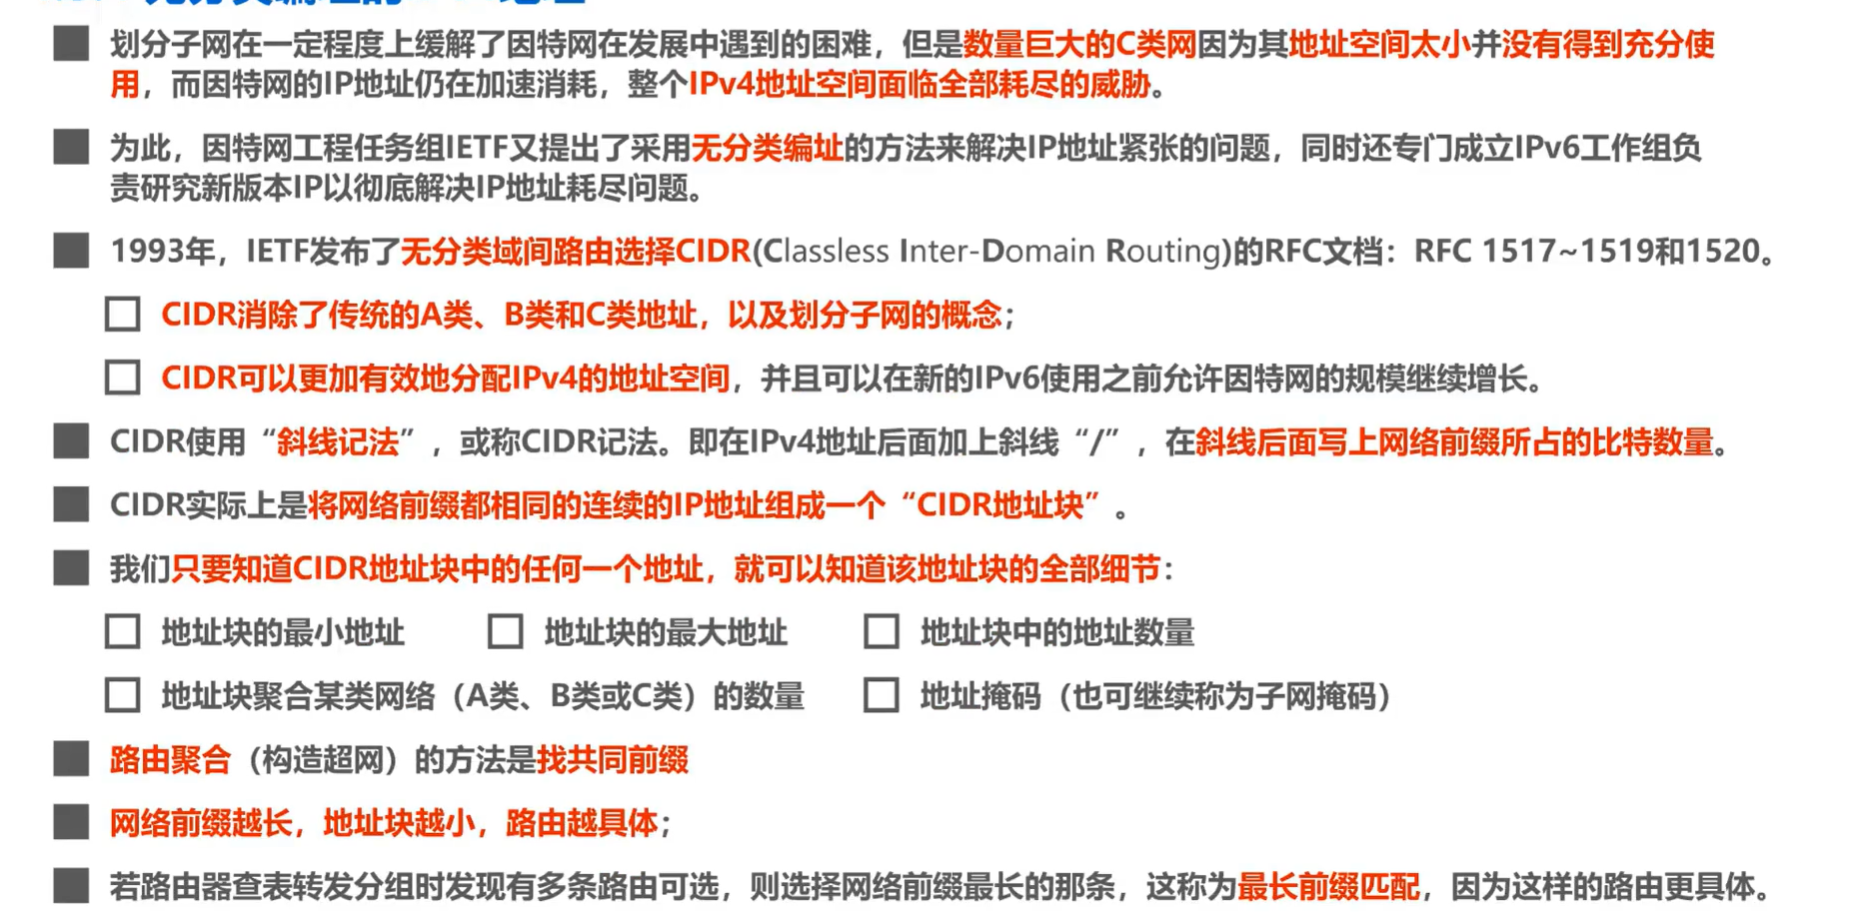 划分子网在一定程度上缓解了因特网在发展中遇到的困难，但是数量巨大的C类网因为其地址空间太小并没有得到充分使
用，而因特网的IP地址仍在加速消耗，整个IPv4地址空间面临全部耗尽的威胁。
为此，因特网工程任务组IETF又提出了采用无分类编址的方法来解决IP地址紧张的问题，同时还专门成立IPv6工作组负
责研究新版本IP以彻底解决IP地址耗尽问题。
1993年，IETF发布了无分类域间路由选择CIDR(Classless Inter-Domain Routing)的RFC文档：RFC 1517~1519和1520。
CIDR消除了传统的A类、B类和C类地址，以及划分子网的概念；
CIDR可以更加有效地分配IPv4的地址空间，并且可以在新的IPv6使用之前允许因特网的规模继续增长。
CIDR使用“斜线记法”，或称CIDR记法。即在IPv4地址后面加上斜线“/”，在斜线后面写上网络前缀所占的比特数量。
CIDR实际上是将网络前缀都相同的连续的IP地址组成一个“CIDR地址块”。
我们只要知道CIDR地址块中的任何一个地址，就可以知道该地址块的全部细节：
地址块的最小地址 地址块的最大地址 地址块中的地址数量
地址块聚合某类网络（A类、B类或C类）的数量 地址掩码（也可继续称为子网掩码）
路由聚合（构造超网）的方法是找共同前缀
网络前缀越长，地址块越小，路由越具体；
若路由器查表转发分组时发现有多条路由可选，则选择网络前缀最长的那条，这称为最长前缀匹配，因为这样的路由更具体。